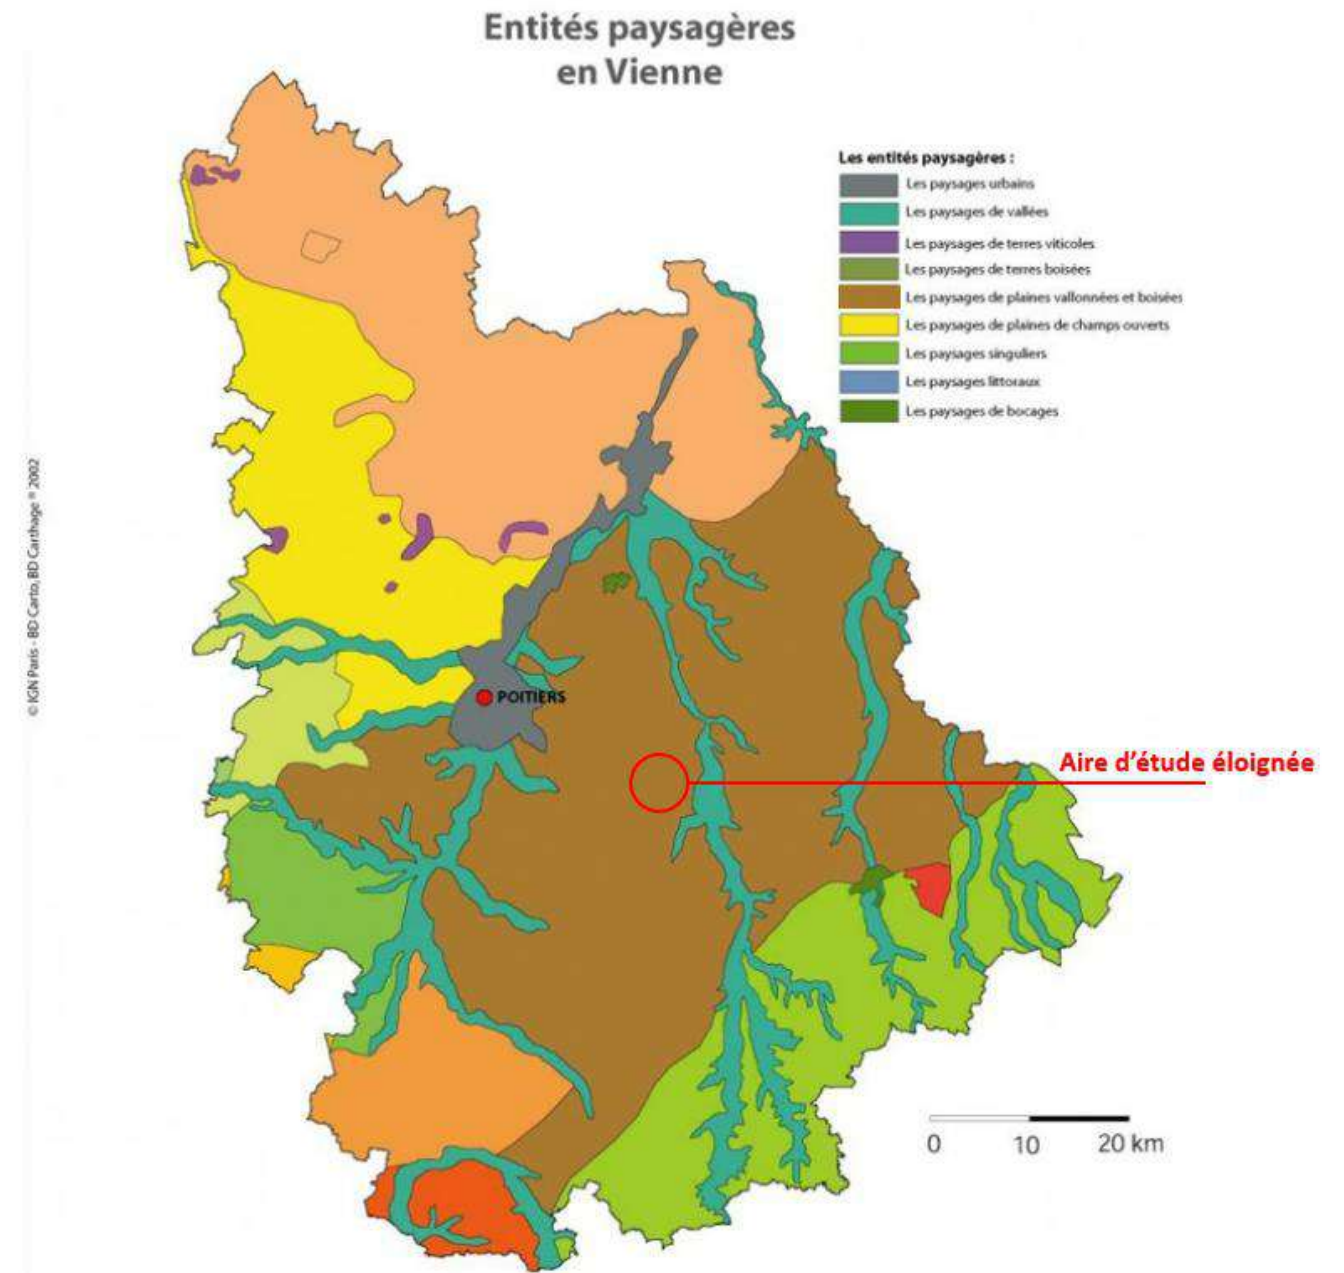 Entités paysagères
en Vienne
Les entités paysagères :
Les paysages urbains
Les paysages de vallées
Les paysages de terres viticoles
Les paysages de terres boisées
Les paysages de plaines vallonnées et boisées
Les paysages de plaines de champs ouverts
Les paysages singuliers
Les paysages littoraux
Les paysages de bocages
© IGN Paris - BD Carto, BD Carthage ® 2002
POITIERS
Aire d'étude éloignée
0 10 20 km